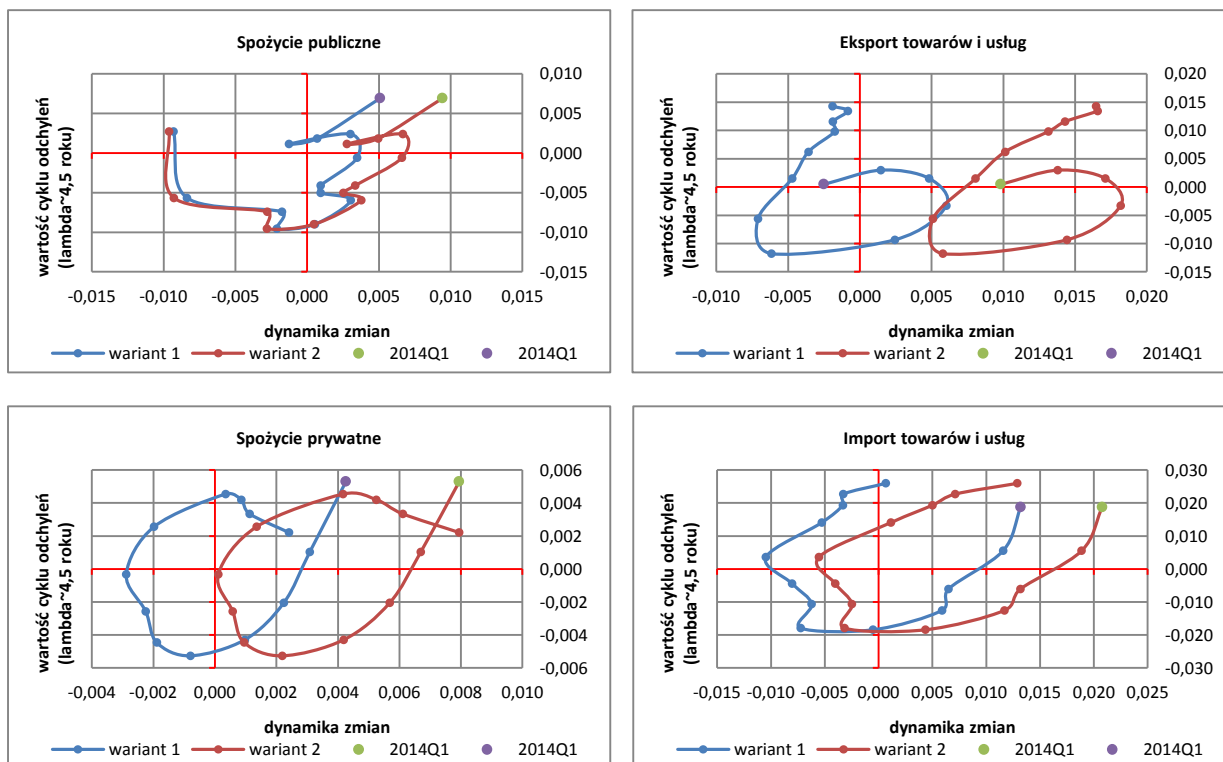 Spożycie publiczne
wartość cyklu odchyleń
(lambda~4,5 roku)
0,010
0,005
0,000
-0,005
-0,010
-0,015
-0,015 -0,010 -0,005 0,000 0,005 0,010 0,015
dynamika zmian
wariant 1 wariant 2 2014Q1 2014Q1
Eksport towarów i usług
wartość cyklu odchyleń
(lambda~4,5 roku)
0,020
0,015
0,010
0,005
0,000
-0,005
-0,010
-0,015
-0,010 -0,005 0,000 0,005 0,010 0,015 0,020
dynamika zmian
wariant 1 wariant 2 2014Q1 2014Q1
Spożycie prywatne
wartość cyklu odchyleń
(lambda~4,5 roku)
0,006
0,004
0,002
0,000
-0,002
-0,004
-0,006
-0,004 -0,002 0,000 0,002 0,004 0,006 0,008 0,010
dynamika zmian
wariant 1 wariant 2 2014Q1 2014Q1
Import towarów i usług
wartość cyklu odchyleń
(lambda~4,5 roku)
0,030
0,020
0,010
0,000
-0,010
-0,020
-0,030
-0,015 -0,010 -0,005 0,000 0,005 0,010 0,015 0,020 0,025
dynamika zmian
wariant 1 wariant 2 2014Q1 2014Q1